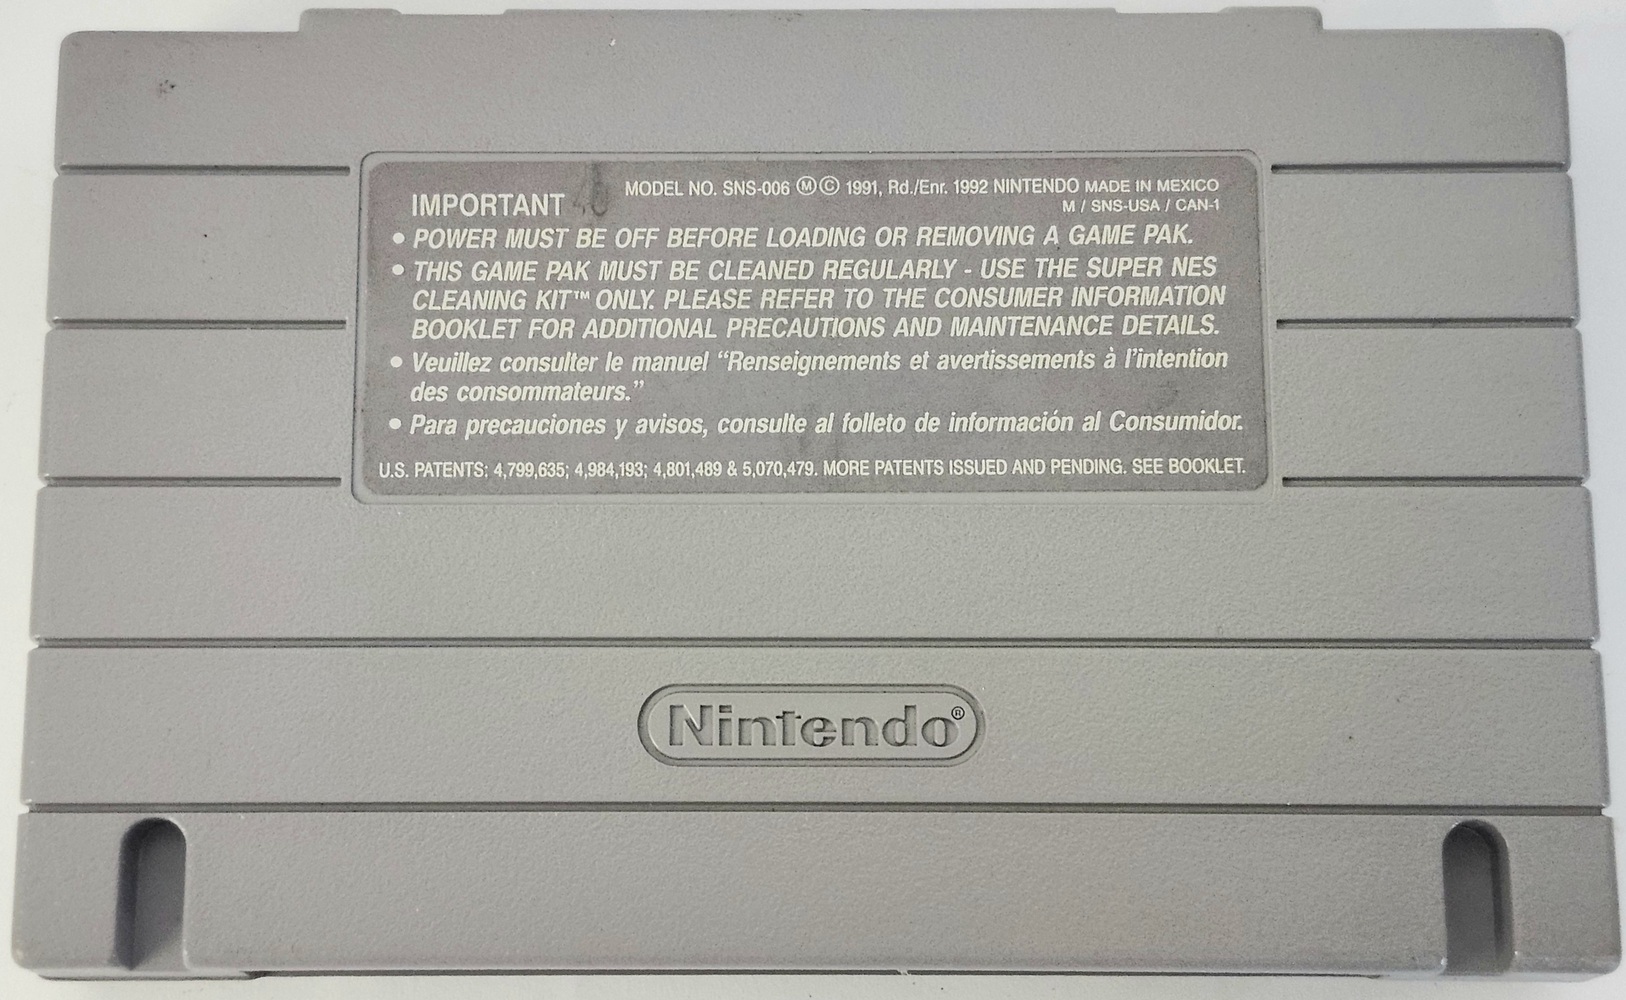 MODEL NO. SNS-006 ⓂⒸ 1991, Rd./Enr. 1992 NINTENDO MADE IN MEXICO
M / SNS-USA / CAN-1
IMPORTANT
• POWER MUST BE OFF BEFORE LOADING OR REMOVING A GAME PAK.
• THIS GAME PAK MUST BE CLEANED REGULARLY - USE THE SUPER NES
CLEANING KIT™ ONLY. PLEASE REFER TO THE CONSUMER INFORMATION
BOOKLET FOR ADDITIONAL PRECAUTIONS AND MAINTENANCE DETAILS.
• Veuillez consulter le manuel “Renseignements et avertissements à l’intention
des consommateurs.”
• Para precauciones y avisos, consulte al folleto de información al Consumidor.
U.S. PATENTS: 4,799,635; 4,984,193; 4,801,489 & 5,070,479. MORE PATENTS ISSUED AND PENDING. SEE BOOKLET.
Nintendo®